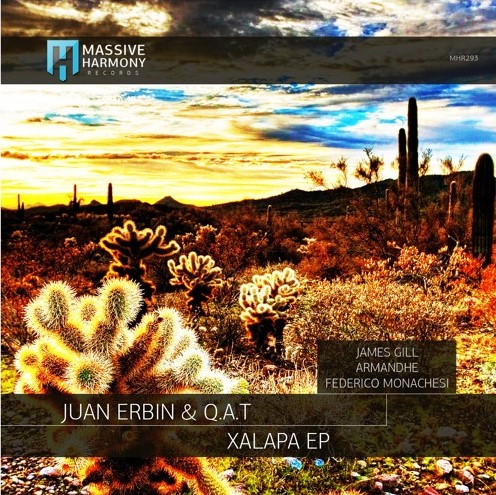 MASSIVE
HARMONY
RECORDS
MHR293
JAMES GILL
ARMANDHE
FEDERICO MONACHESI
JUAN ERBIN & Q.A.T
XALAPA EP